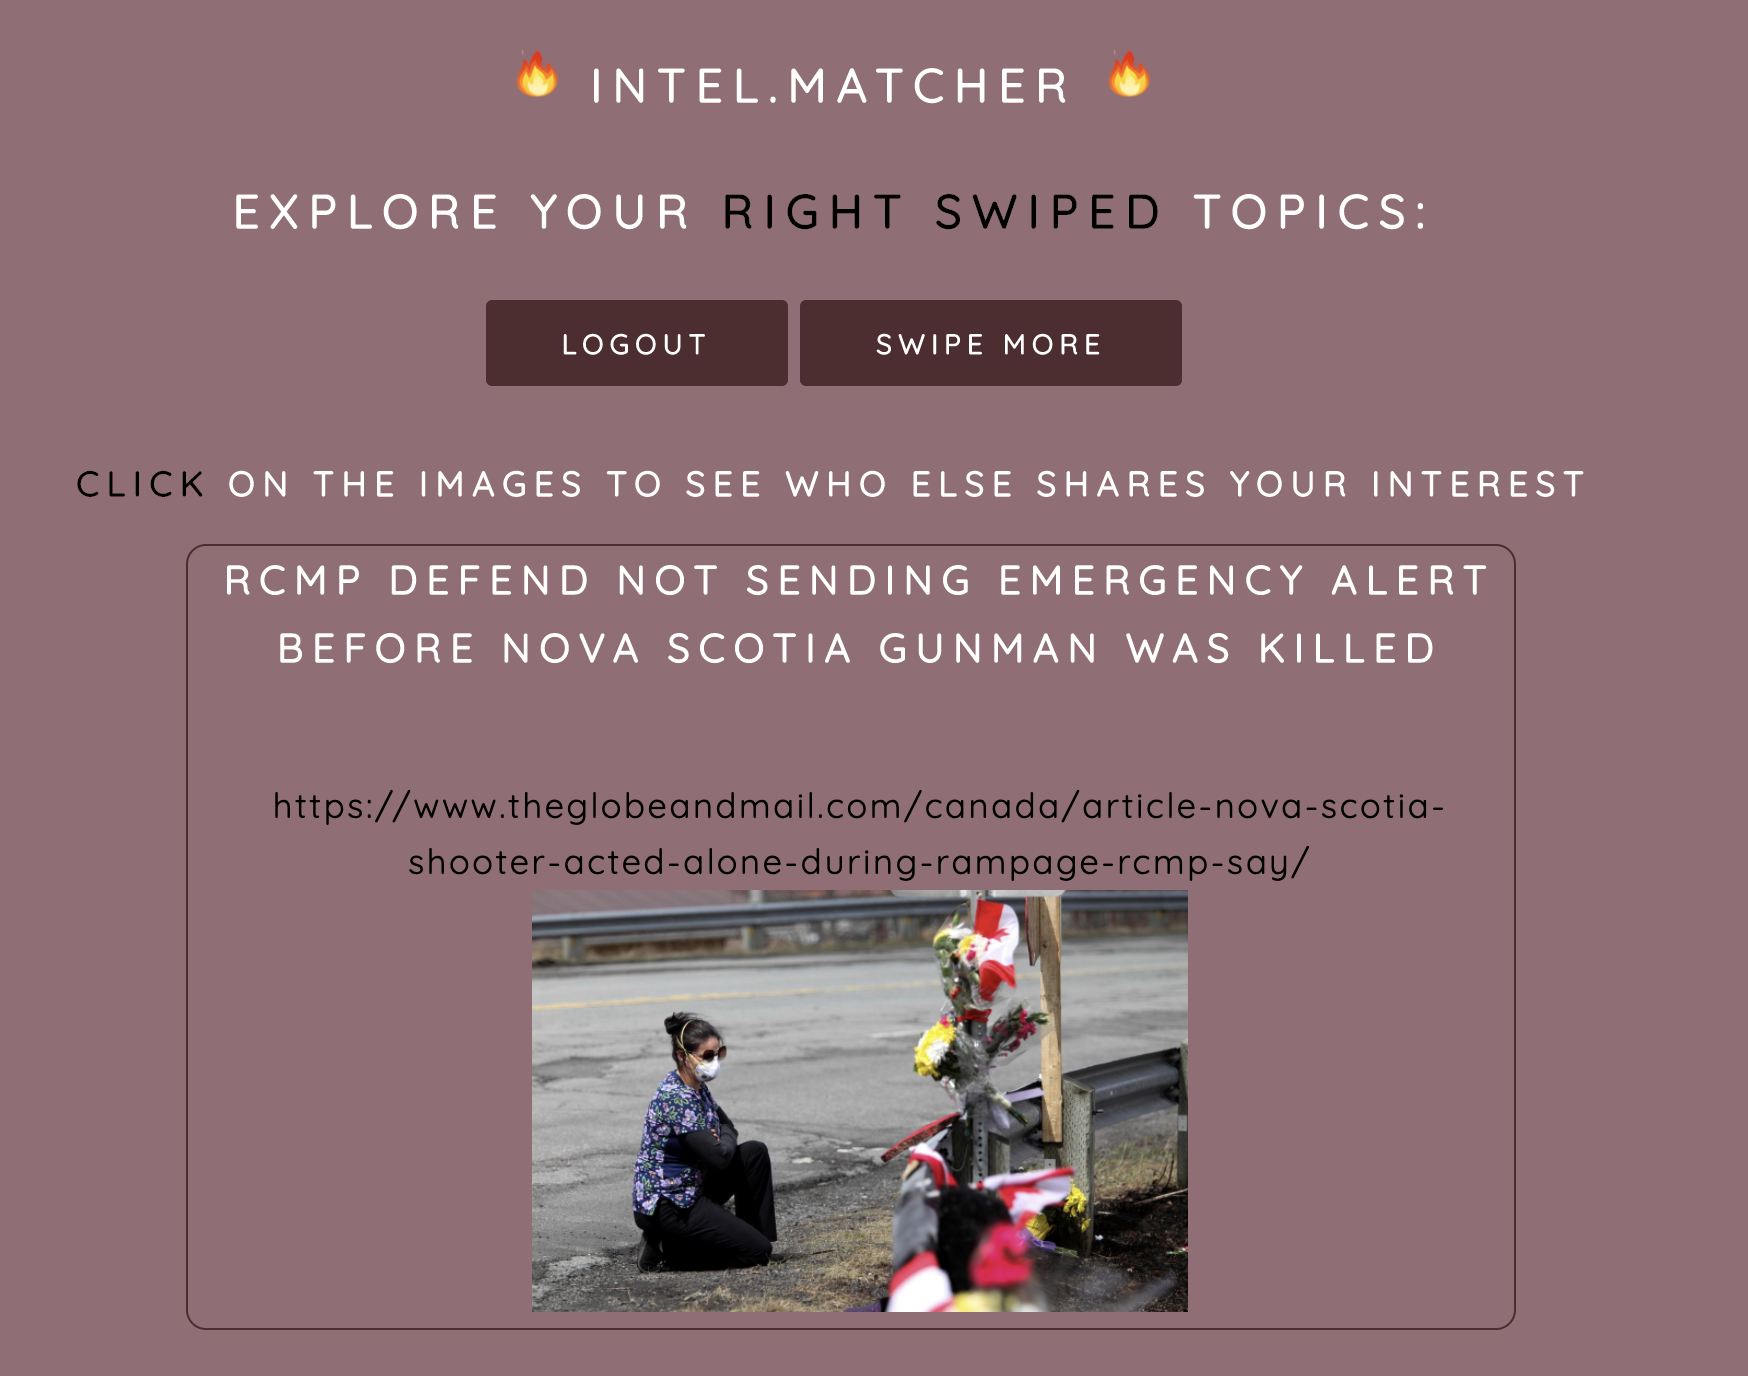 🔥 INTEL.MATCHER 🔥
EXPLORE YOUR RIGHT SWIPED TOPICS:
LOGOUT
SWIPE MORE
CLICK ON THE IMAGES TO SEE WHO ELSE SHARES YOUR INTEREST
RCMP DEFEND NOT SENDING EMERGENCY ALERT
BEFORE NOVA SCOTIA GUNMAN WAS KILLED
https://www.theglobeandmail.com/canada/article-nova-scotia-
shooter-acted-alone-during-rampage-rcmp-say/